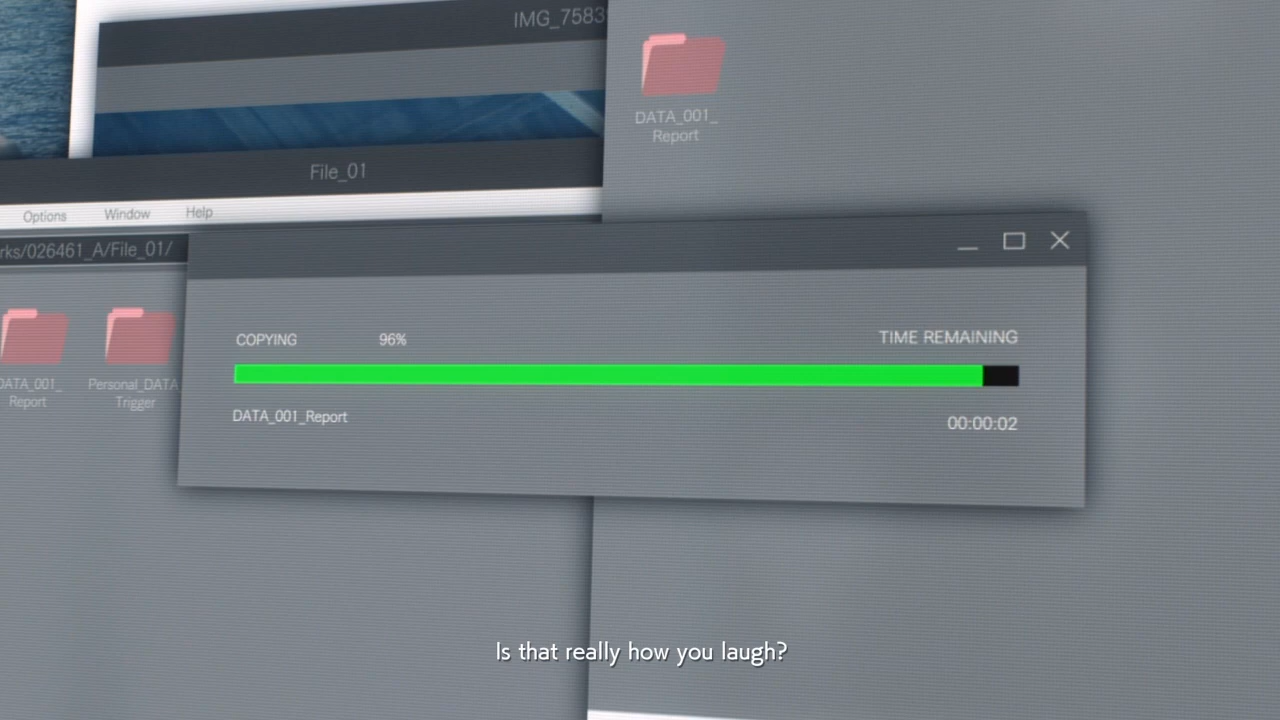 IMG_7583
DATA_001_
Report
File_01
Options Window Help
rks/026461_A/File_01/
COPYING 96% TIME REMAINING
DATA_001_
Report
Personal_DATA
Trigger
DATA_001_Report
00:00:02
Is that really how you laugh?